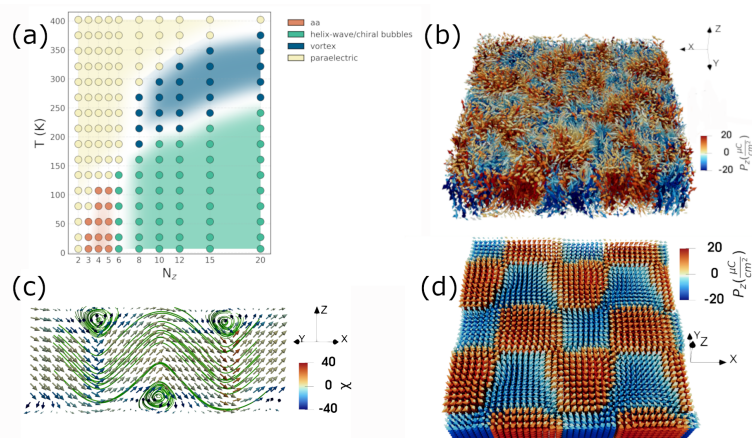 (a)
T (K)
400
350
300
250
200
150
100
50
0
2 3 4 5 6 8 10 12 15 20
N_z
aa
helix-wave/chiral bubbles
vortex
paraelectric
(b)
Z
X
Y
20
0
-20
P_z(μC/cm²)
(c)
Z
Y X
40
0
-40
χ
(d)
20
0
-20
P_z(μC/cm²)
Y
Z
X